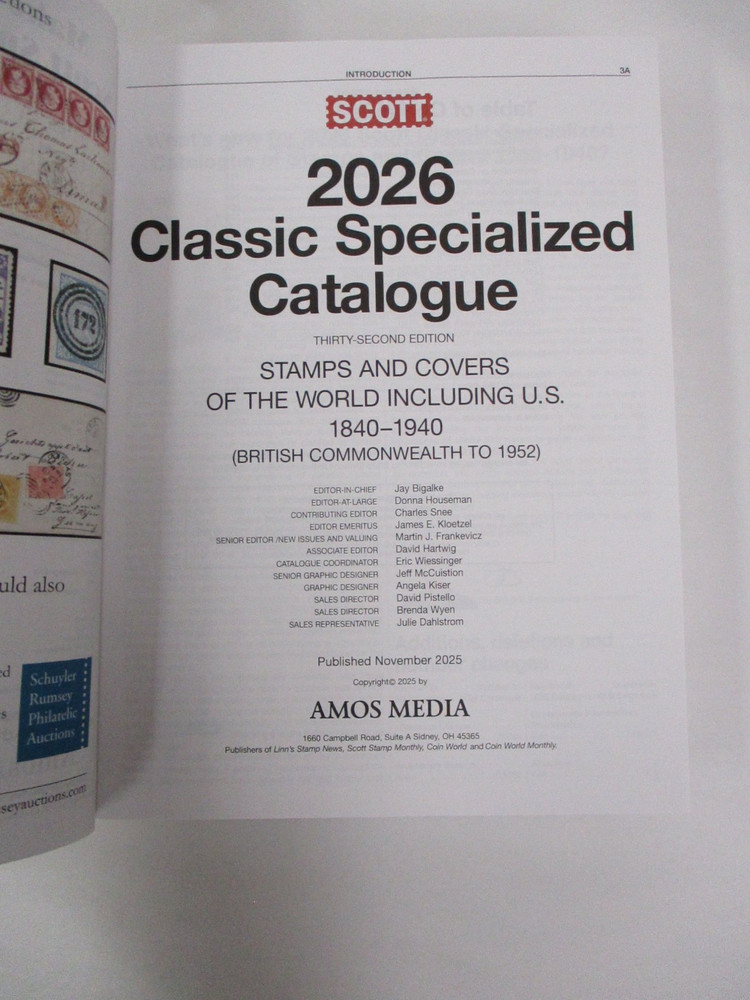 172
uld also
Schuyler
Rumsey
Philatelic
Auctions
seyauctions.com
INTRODUCTION 3A
SCOTT
2026
Classic Specialized
Catalogue
THIRTY-SECOND EDITION
STAMPS AND COVERS
OF THE WORLD INCLUDING U.S.
1840–1940
(BRITISH COMMONWEALTH TO 1952)
EDITOR-IN-CHIEF Jay Bigalke
EDITOR-AT-LARGE Donna Houseman
CONTRIBUTING EDITOR Charles Snee
EDITOR EMERITUS James E. Kloetzel
SENIOR EDITOR /NEW ISSUES AND VALUING Martin J. Frankevicz
ASSOCIATE EDITOR David Hartwig
CATALOGUE COORDINATOR Eric Wiessinger
SENIOR GRAPHIC DESIGNER Jeff McCuistion
GRAPHIC DESIGNER Angela Kiser
SALES DIRECTOR David Pistello
SALES DIRECTOR Brenda Wyen
SALES REPRESENTATIVE Julie Dahlstrom
Published November 2025
Copyright© 2025 by
AMOS MEDIA
1660 Campbell Road, Suite A Sidney, OH 45365
Publishers of Linn's Stamp News, Scott Stamp Monthly, Coin World and Coin World Monthly.